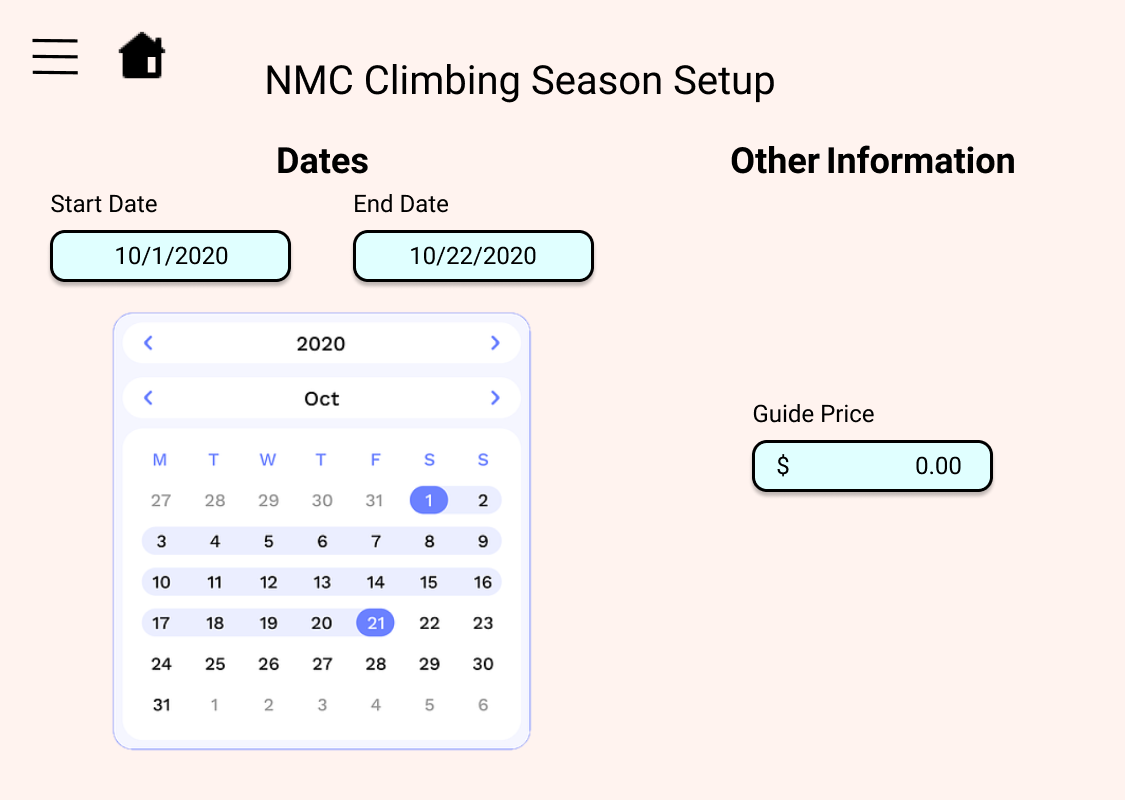 NMC Climbing Season Setup
Dates
Other Information
Start Date
End Date
10/1/2020
10/22/2020
2020
Oct
M T W T F S S
27 28 29 30 31 1 2
3 4 5 6 7 8 9
10 11 12 13 14 15 16
17 18 19 20 21 22 23
24 25 26 27 28 29 30
31 1 2 3 4 5 6
Guide Price
$ 0.00